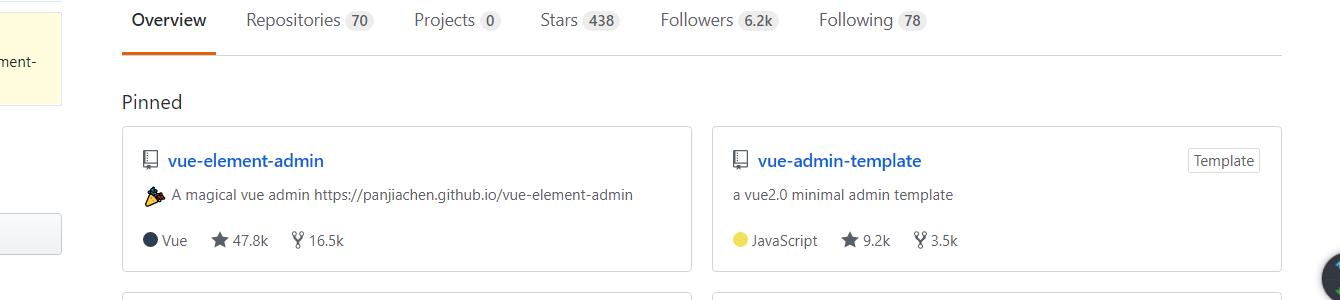 Overview Repositories 70 Projects 0 Stars 438 Followers 6.2k Following 78
ment-
Pinned
vue-element-admin
A magical vue admin https://panjiachen.github.io/vue-element-admin
Vue 47.8k 16.5k
vue-admin-template Template
a vue2.0 minimal admin template
JavaScript 9.2k 3.5k